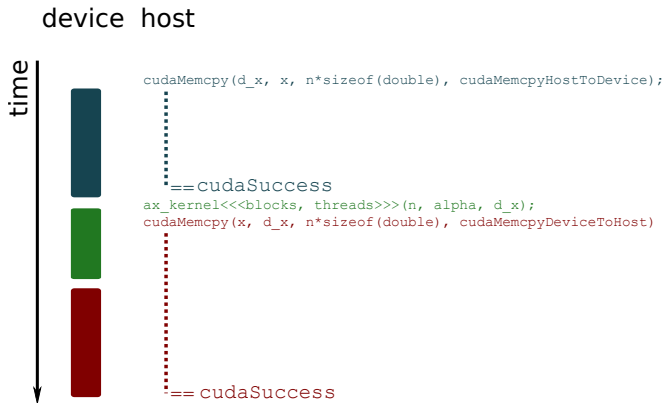 device host
time
cudaMemcpy(d_x, x, n*sizeof(double), cudaMemcpyHostToDevice);
==cudaSuccess
ax_kernel<<<blocks, threads>>>(n, alpha, d_x);
cudaMemcpy(x, d_x, n*sizeof(double), cudaMemcpyDeviceToHost)
==cudaSuccess